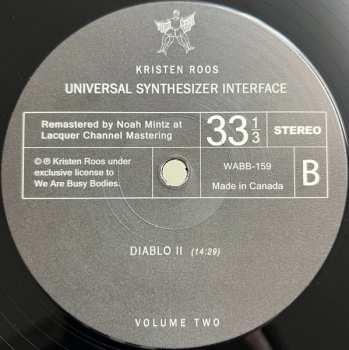 KRISTEN ROOS
UNIVERSAL SYNTHESIZER INTERFACE
Remastered by Noah Mintz at
Lacquer Channel Mastering
33 1/3
STEREO
© ℗ Kristen Roos under
exclusive license to
We Are Busy Bodies.
WABB-159
Made in Canada
B
DIABLO II (14:29)
VOLUME TWO